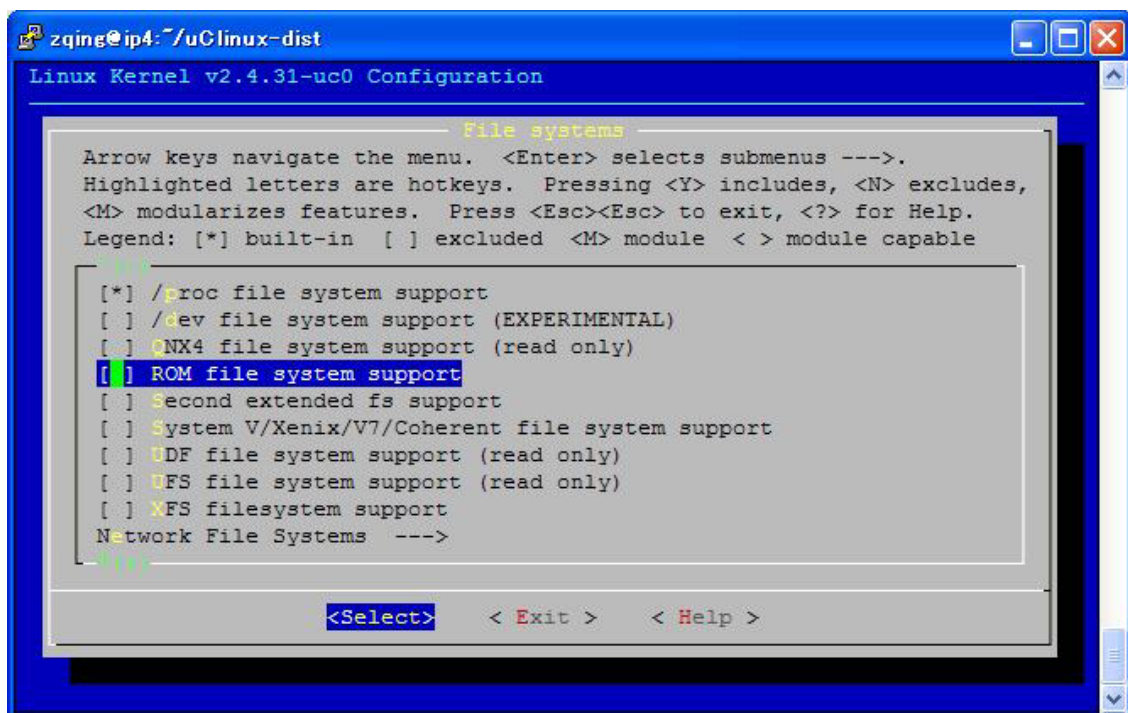 zqing@ip4:~/uClinux-dist
Linux Kernel v2.4.31-uc0 Configuration
File systems
Arrow keys navigate the menu. <Enter> selects submenus --->.
Highlighted letters are hotkeys. Pressing <Y> includes, <N> excludes,
<M> modularizes features. Press <Esc><Esc> to exit, <?> for Help.
Legend: [*] built-in [ ] excluded <M> module < > module capable
[*] /proc file system support
[ ] /dev file system support (EXPERIMENTAL)
[ ] QNX4 file system support (read only)
[ ] ROM file system support
[ ] Second extended fs support
[ ] System V/Xenix/V7/Coherent file system support
[ ] UDF file system support (read only)
[ ] UFS file system support (read only)
[ ] XFS filesystem support
Network File Systems --->
<Select> < Exit > < Help >